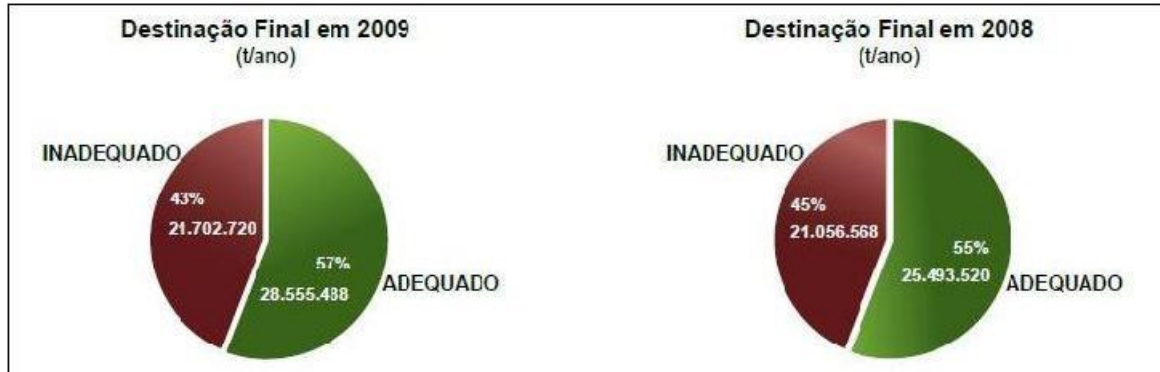 Destinação Final em 2009
(t/ano)
INADEQUADO
43%
21.702.720
57%
28.555.488
ADEQUADO
Destinação Final em 2008
(t/ano)
INADEQUADO
45%
21.056.568
55%
25.493.520
ADEQUADO